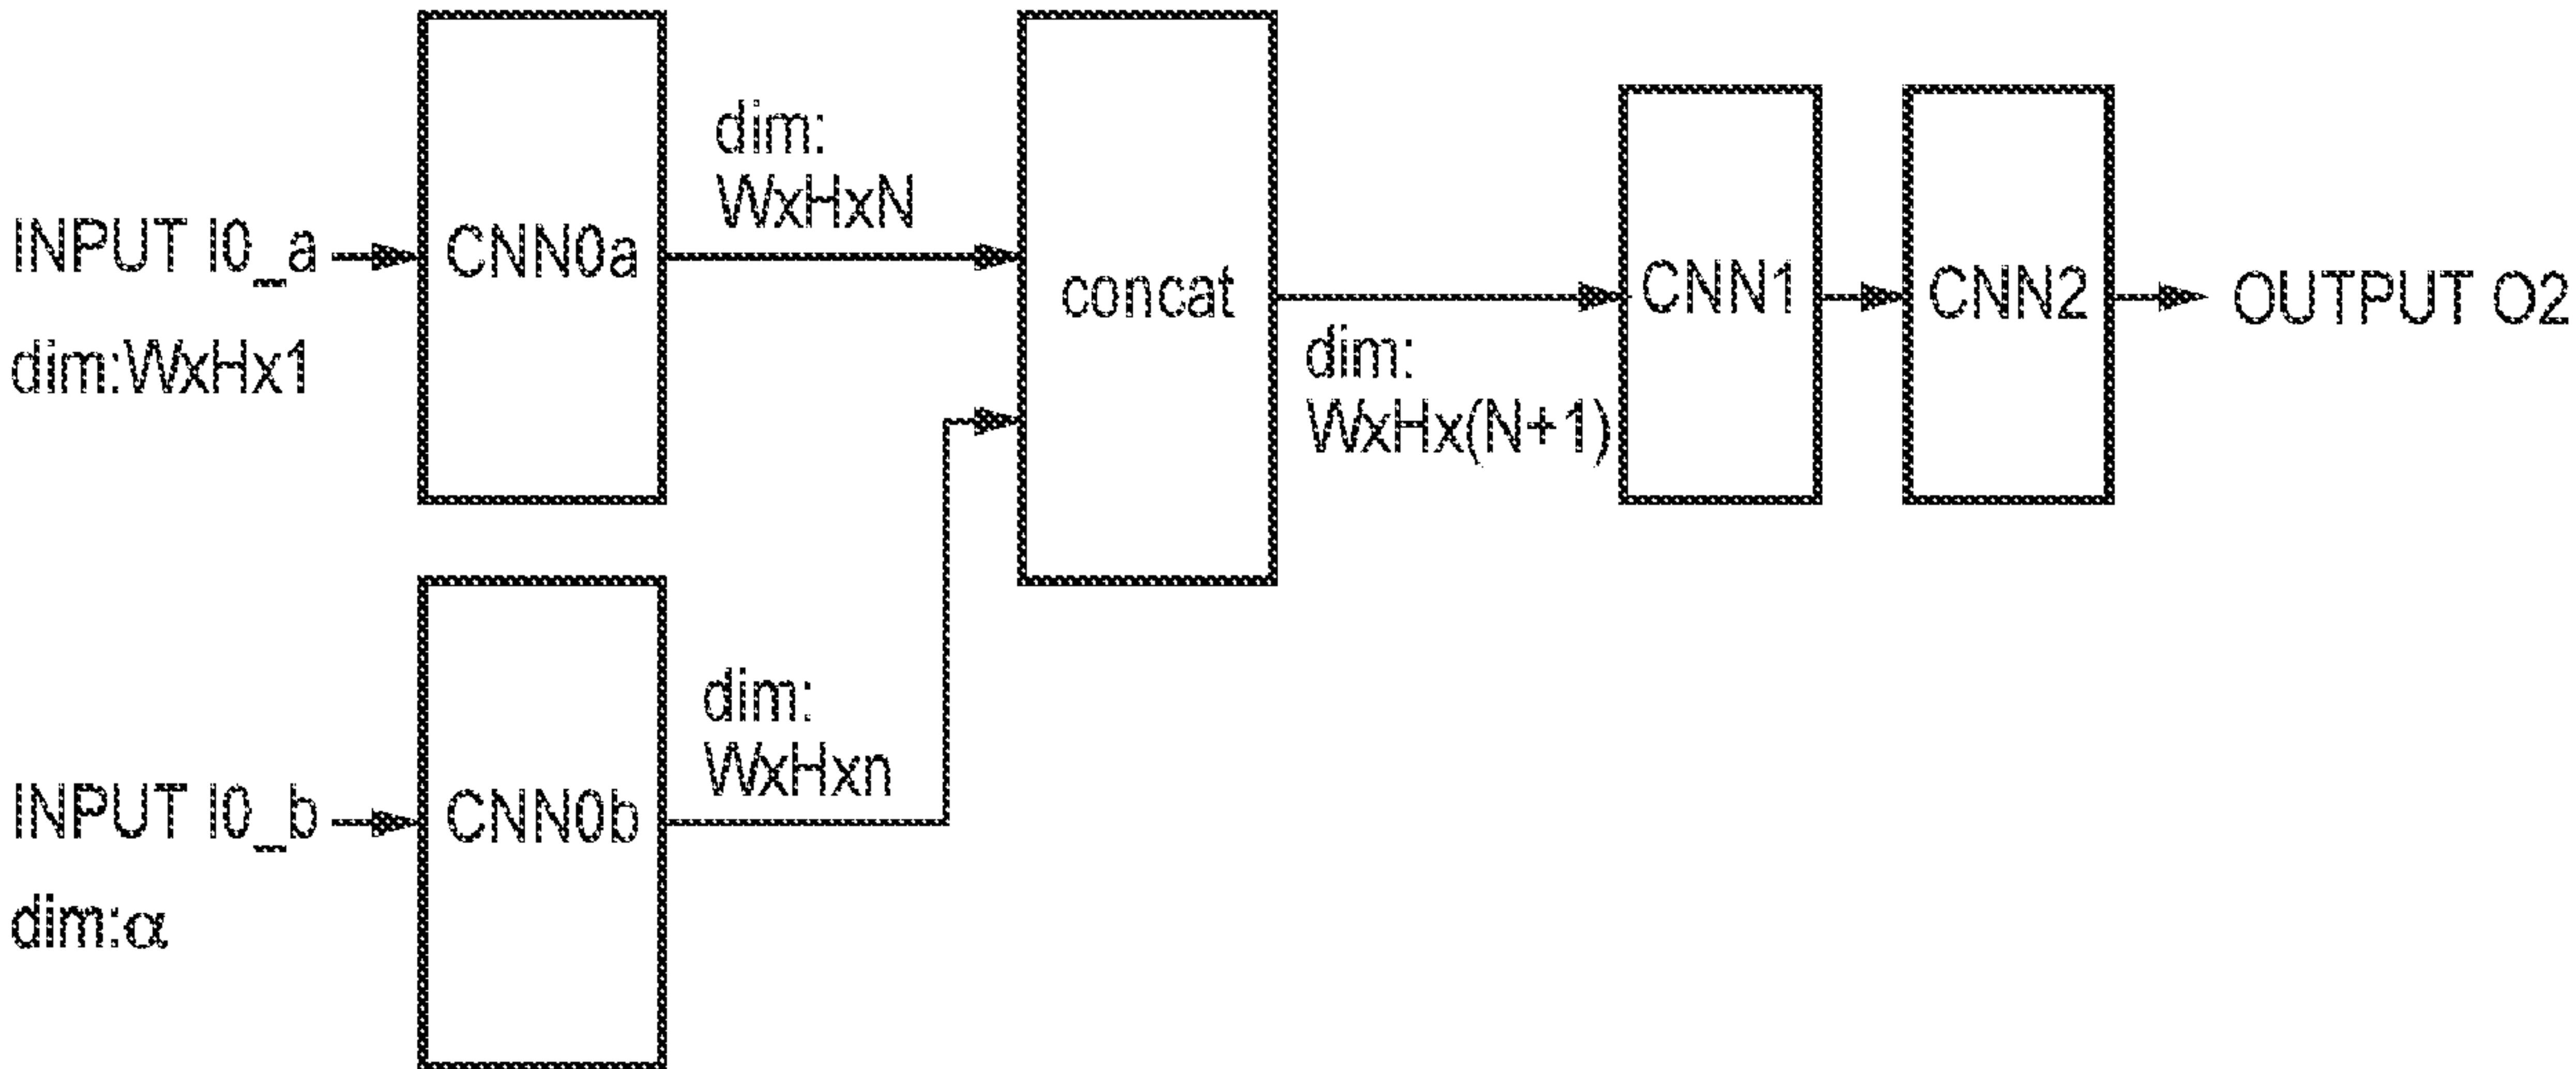 INPUT I0_a
dim:WxHx1
CNN0a
dim:
WxHxN
concat
dim:
WxHx(N+1)
CNN1
CNN2
OUTPUT O2
INPUT I0_b
dim:α
CNN0b
dim:
WxHxn